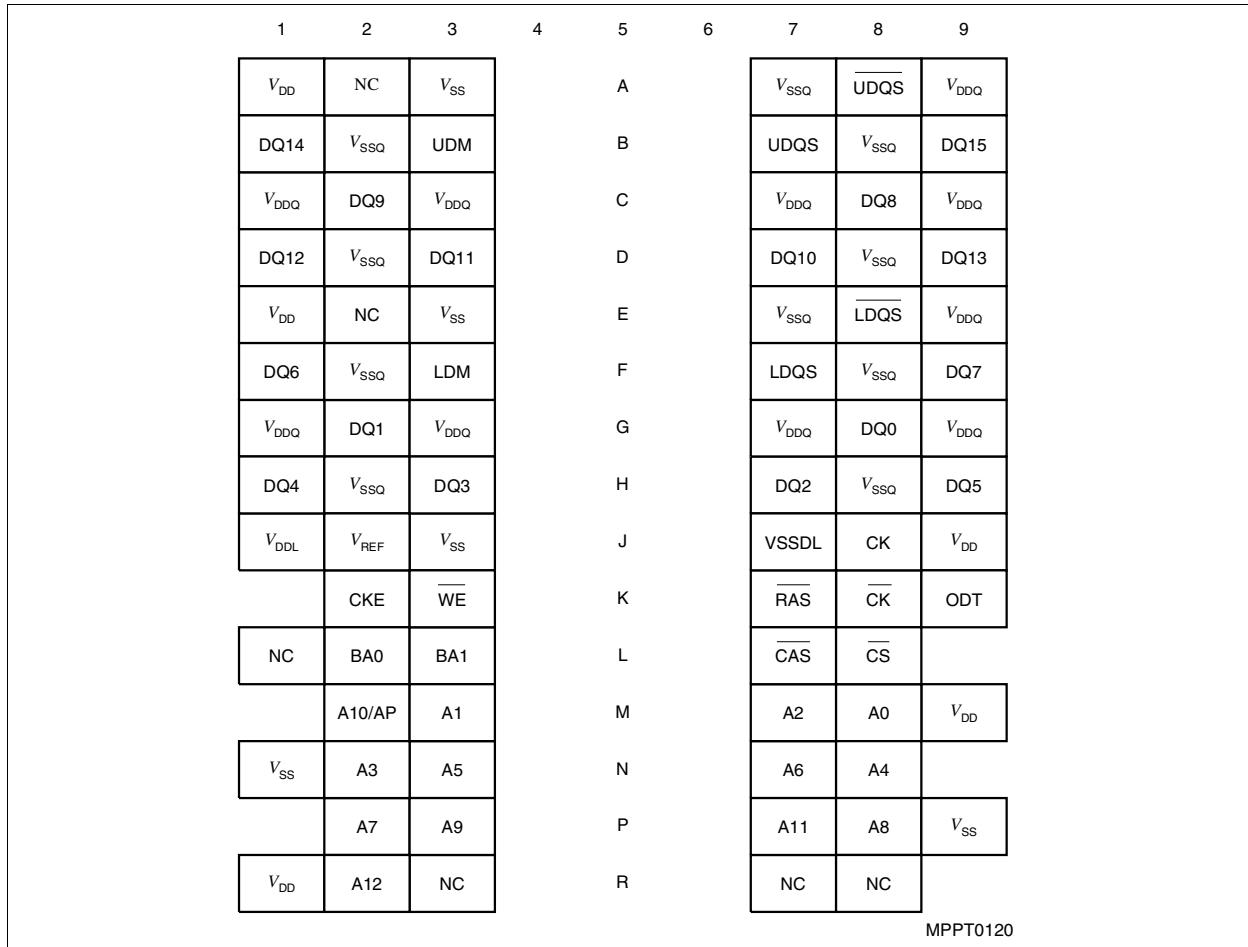 1 2 3 4 5 6 7 8 9
VDD NC VSS A VSSQ UDQS VDDQ
DQ14 VSSQ UDM B UDQS VSSQ DQ15
VDDQ DQ9 VDDQ C VDDQ DQ8 VDDQ
DQ12 VSSQ DQ11 D DQ10 VSSQ DQ13
VDD NC VSS E VSSQ LDQS VDDQ
DQ6 VSSQ LDM F LDQS VSSQ DQ7
VDDQ DQ1 VDDQ G VDDQ DQ0 VDDQ
DQ4 VSSQ DQ3 H DQ2 VSSQ DQ5
VDDL VREF VSS J VSSDL CK VDD
CKE WE K RAS CK ODT
NC BA0 BA1 L CAS CS
A10/AP A1 M A2 A0 VDD
VSS A3 A5 N A6 A4
A7 A9 P A11 A8 VSS
VDD A12 NC R NC NC
MPPT0120